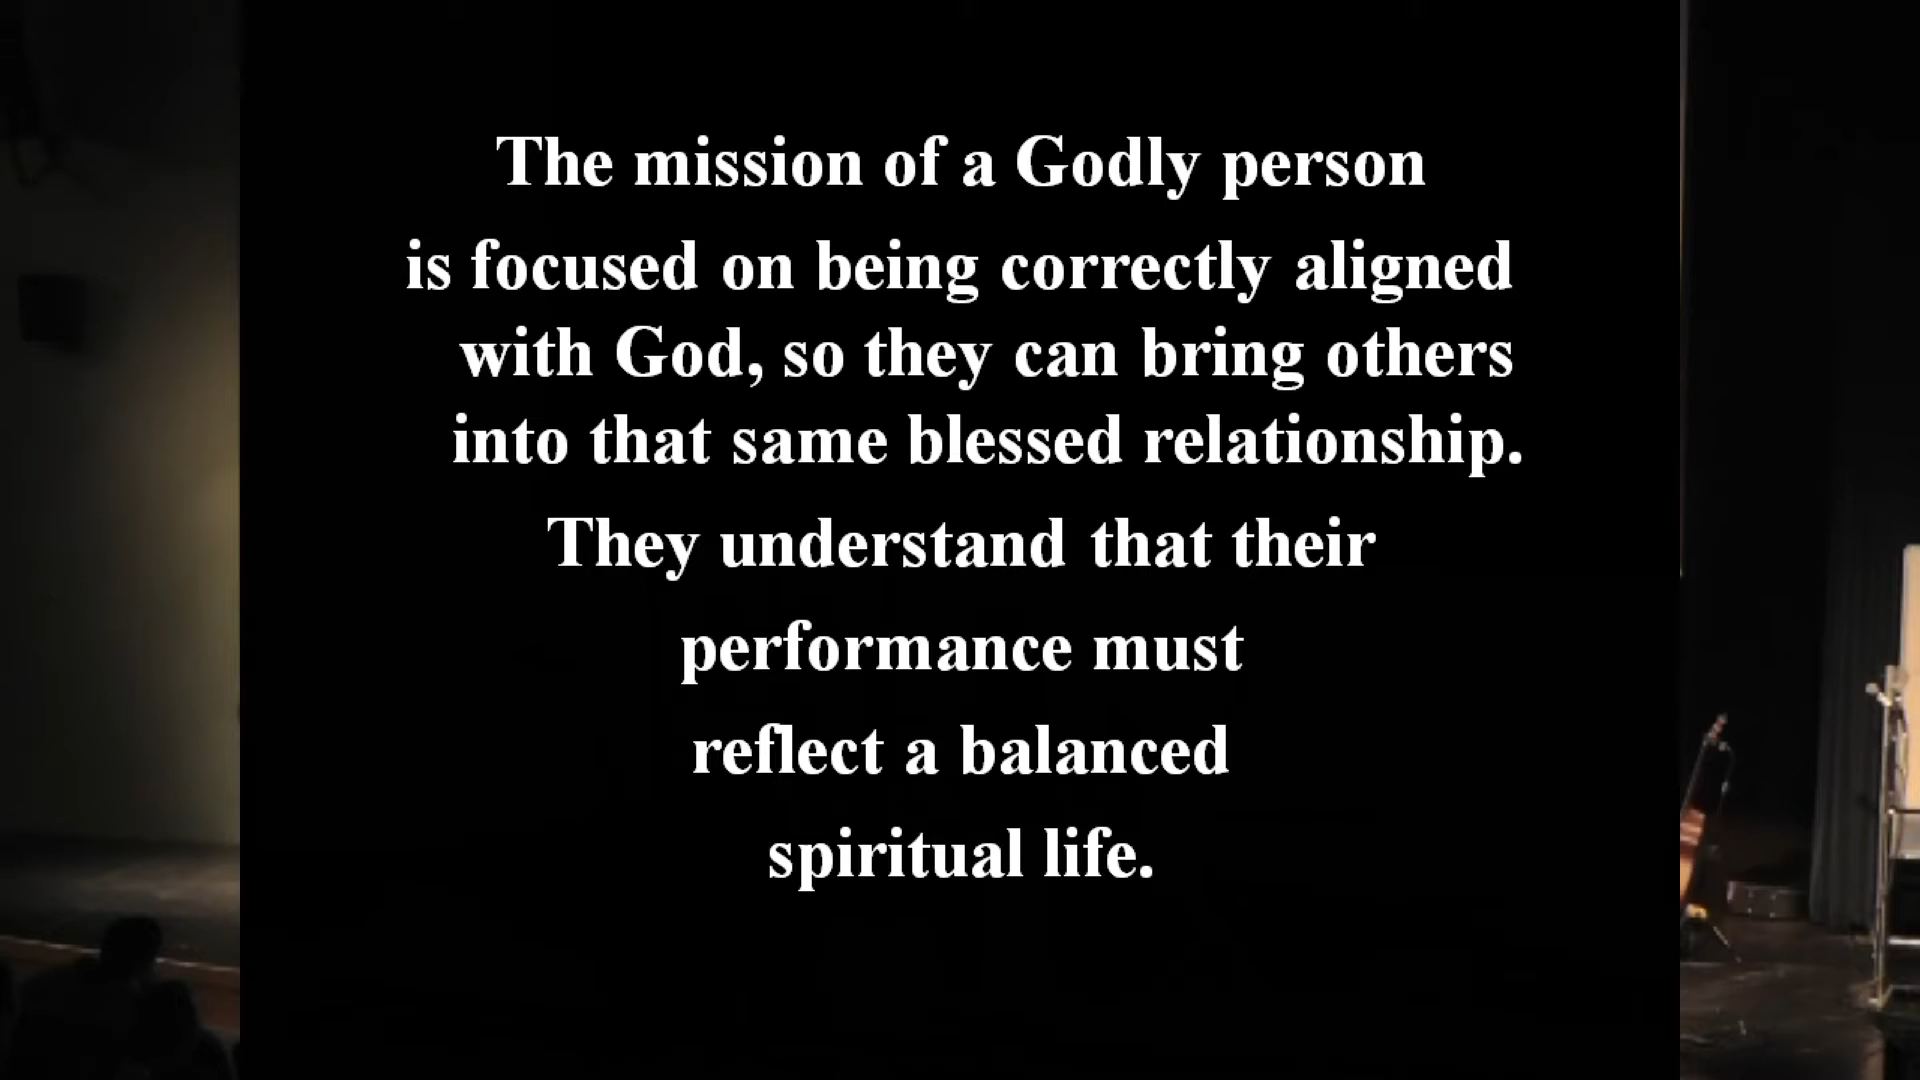 The mission of a Godly person
is focused on being correctly aligned
with God, so they can bring others
into that same blessed relationship.
They understand that their
performance must
reflect a balanced
spiritual life.